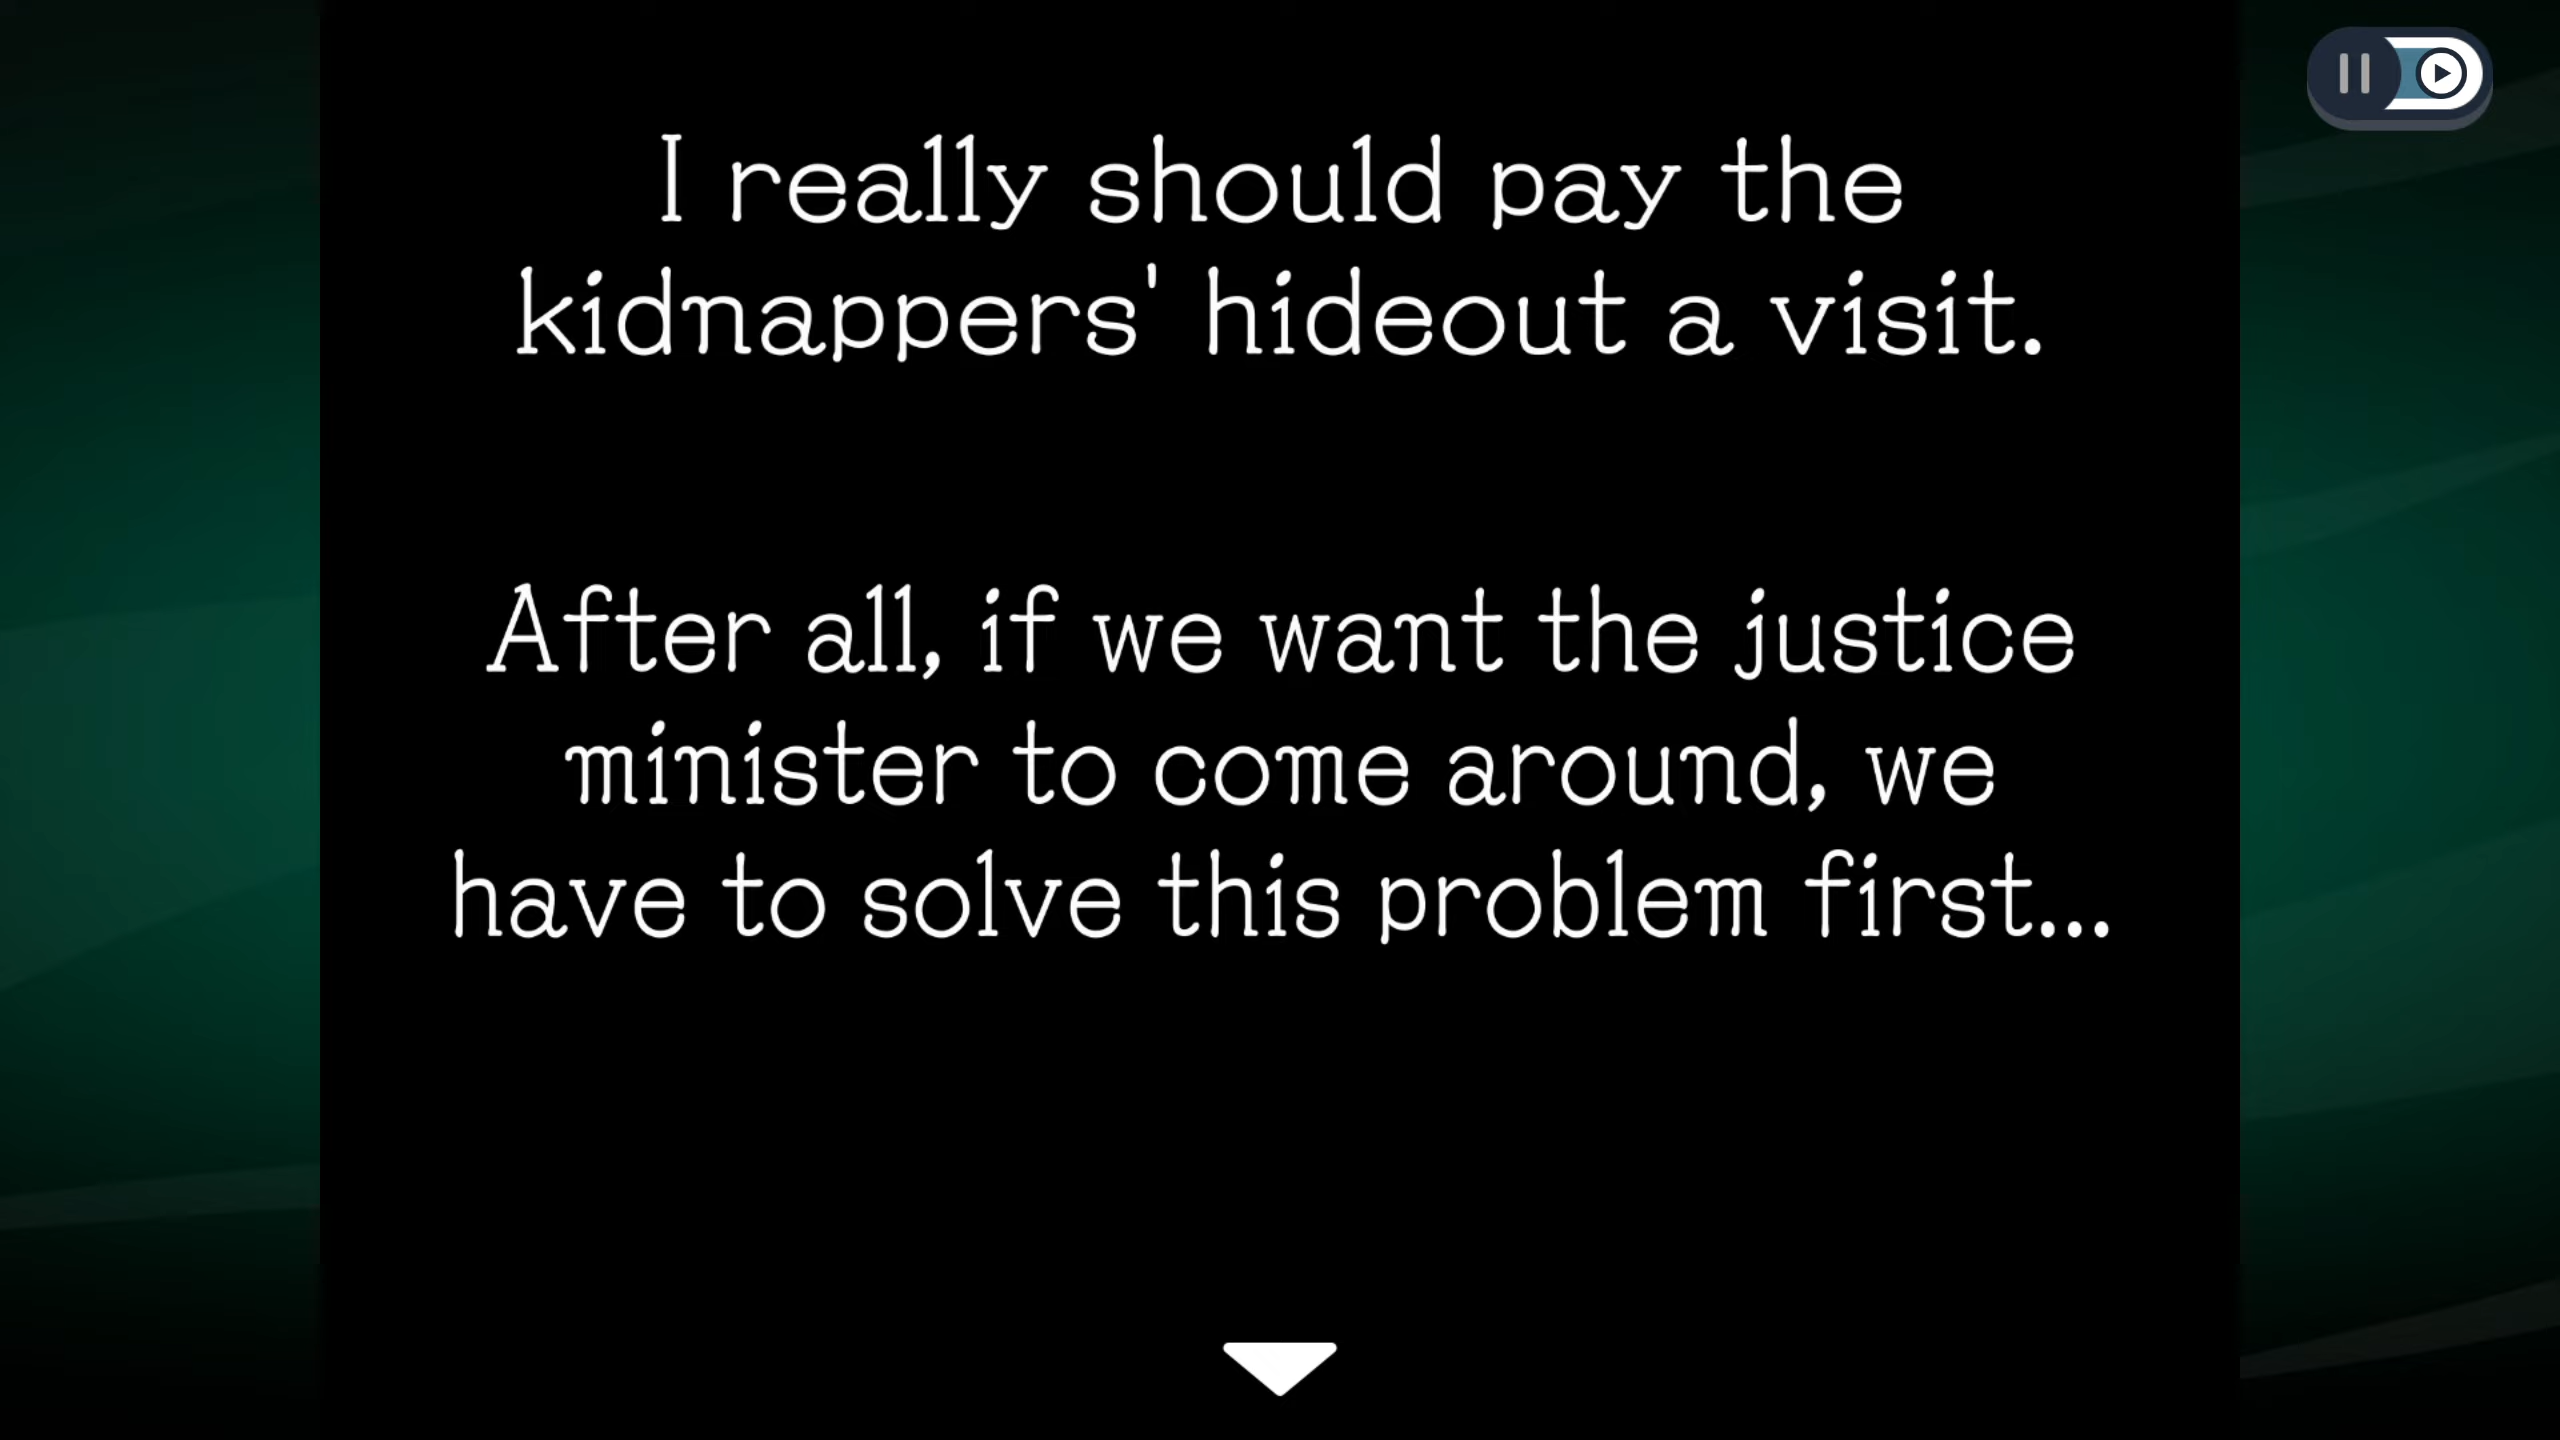 I really should pay the
kidnappers' hideout a visit.
After all, if we want the justice
minister to come around, we
have to solve this problem first...